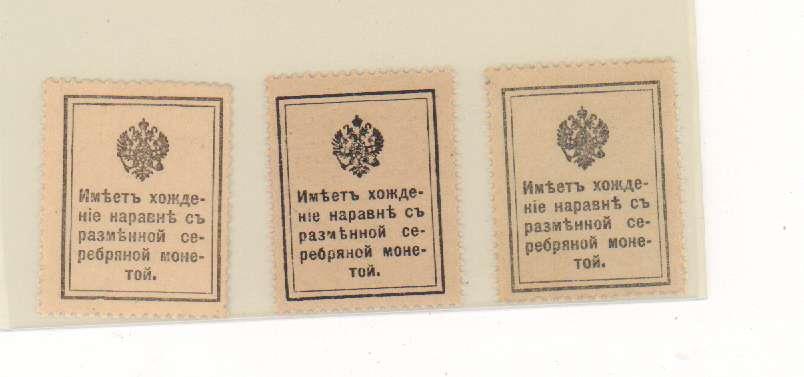 Имѣетъ хожде-
ніе наравнѣ съ
размѣнной се-
ребряной моне-
той.
Имѣетъ хожде-
ніе наравнѣ съ
размѣнной се-
ребряной моне-
той.
Имѣетъ хожде-
ніе наравнѣ съ
размѣнной се-
ребряной моне-
той.